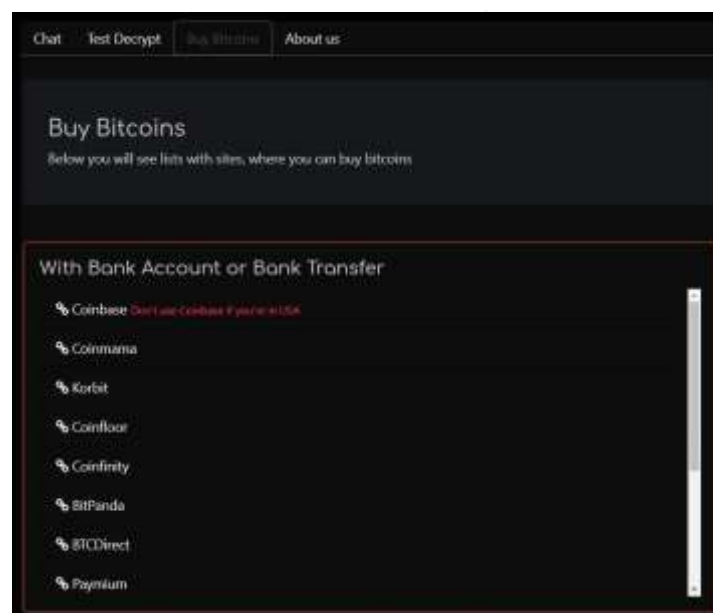 Chat Test Decrypt Buy Bitcoins About us
Buy Bitcoins
Below you will see lists with sites, where you can buy bitcoins
With Bank Account or Bank Transfer
Coinbase Don't use Coinbase if you're in USA
Coinmama
Korbit
Coinfloor
Coinfinity
BitPanda
BTCDirect
Paymium